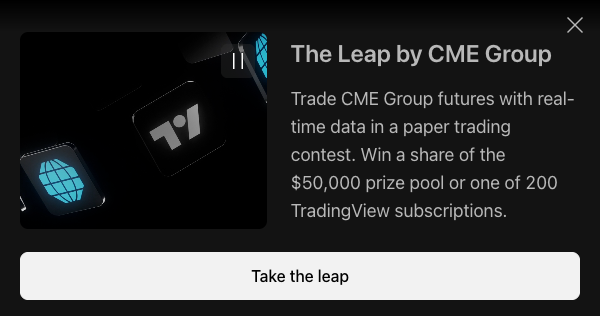 The Leap by CME Group
Trade CME Group futures with real-
time data in a paper trading
contest. Win a share of the
$50,000 prize pool or one of 200
TradingView subscriptions.
Take the leap